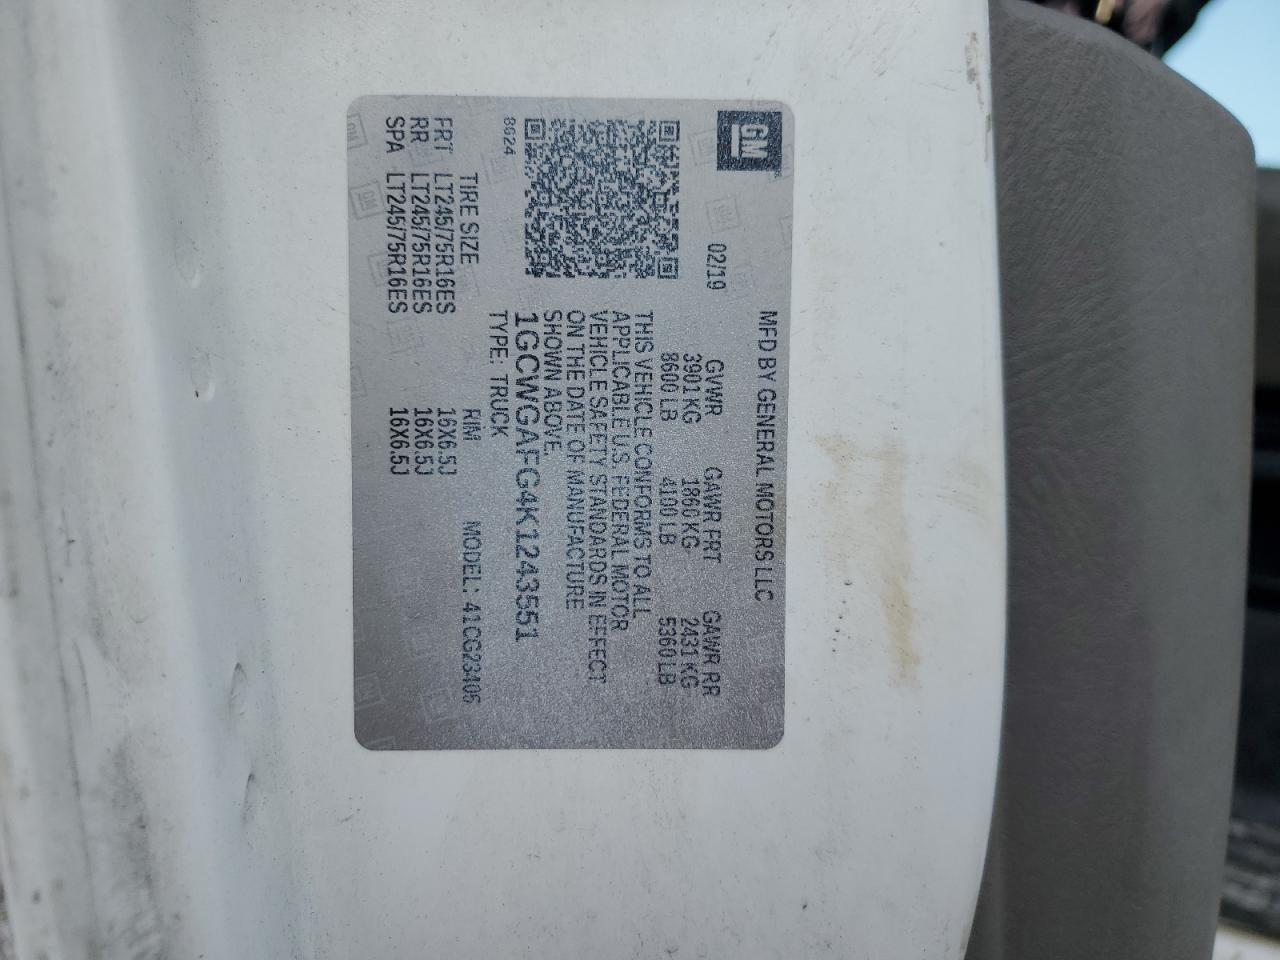 GM
MFD BY GENERAL MOTORS LLC
02/19
GVWR GAWR FRT GAWR RR
3901 KG 1860 KG 2431 KG
8600 LB 4100 LB 5360 LB
THIS VEHICLE CONFORMS TO ALL
APPLICABLE U.S. FEDERAL MOTOR
VEHICLE SAFETY STANDARDS IN EFFECT
ON THE DATE OF MANUFACTURE
SHOWN ABOVE.
1GCWGAFG4K1243551
8624
TYPE: TRUCK
TIRE SIZE RIM MODEL: 41CG23406
FRT LT245/75R16ES 16X6.5J
RR LT245/75R16ES 16X6.5J
SPA LT245/75R16ES 16X6.5J